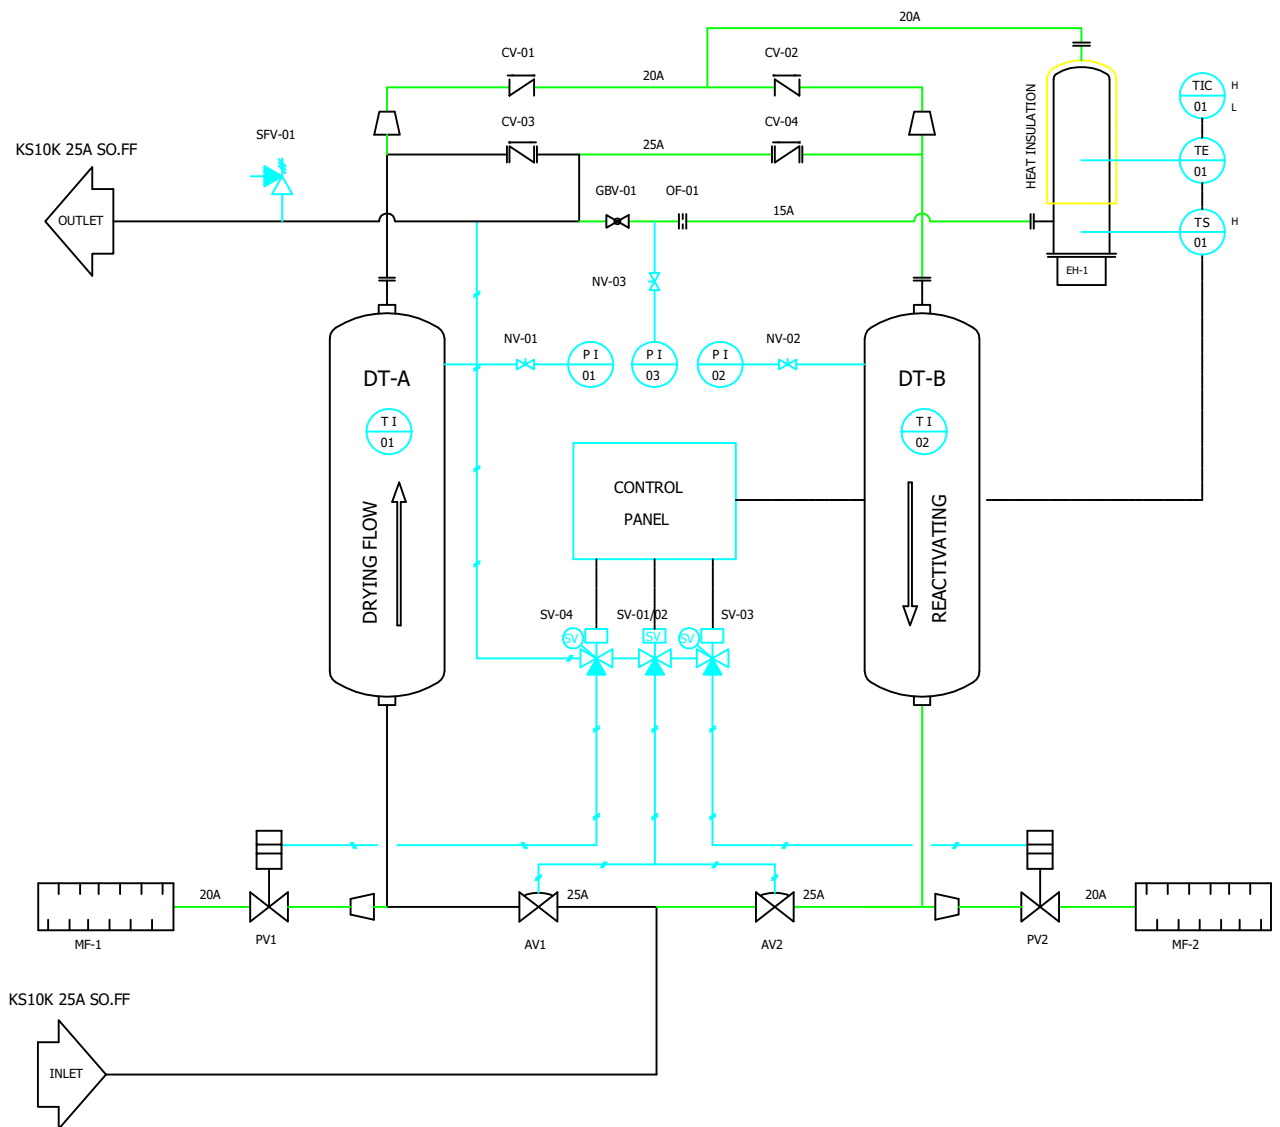 20A
CV-01
20A
CV-02
TIC
01
H
L
HEAT INSULATION
SFV-01
CV-03
25A
CV-04
KS10K 25A SO.FF
TE
01
GBV-01
OF-01
15A
OUTLET
TS
01
H
EH-1
NV-03
NV-01
NV-02
P I
01
P I
03
P I
02
DT-A
DT-B
T I
01
T I
02
CONTROL
PANEL
DRYING FLOW
REACTIVATING
SV-04
SV-01/02
SV-03
SV
SV
SV
20A
25A
25A
20A
MF-1
PV1
AV1
AV2
PV2
MF-2
KS10K 25A SO.FF
INLET